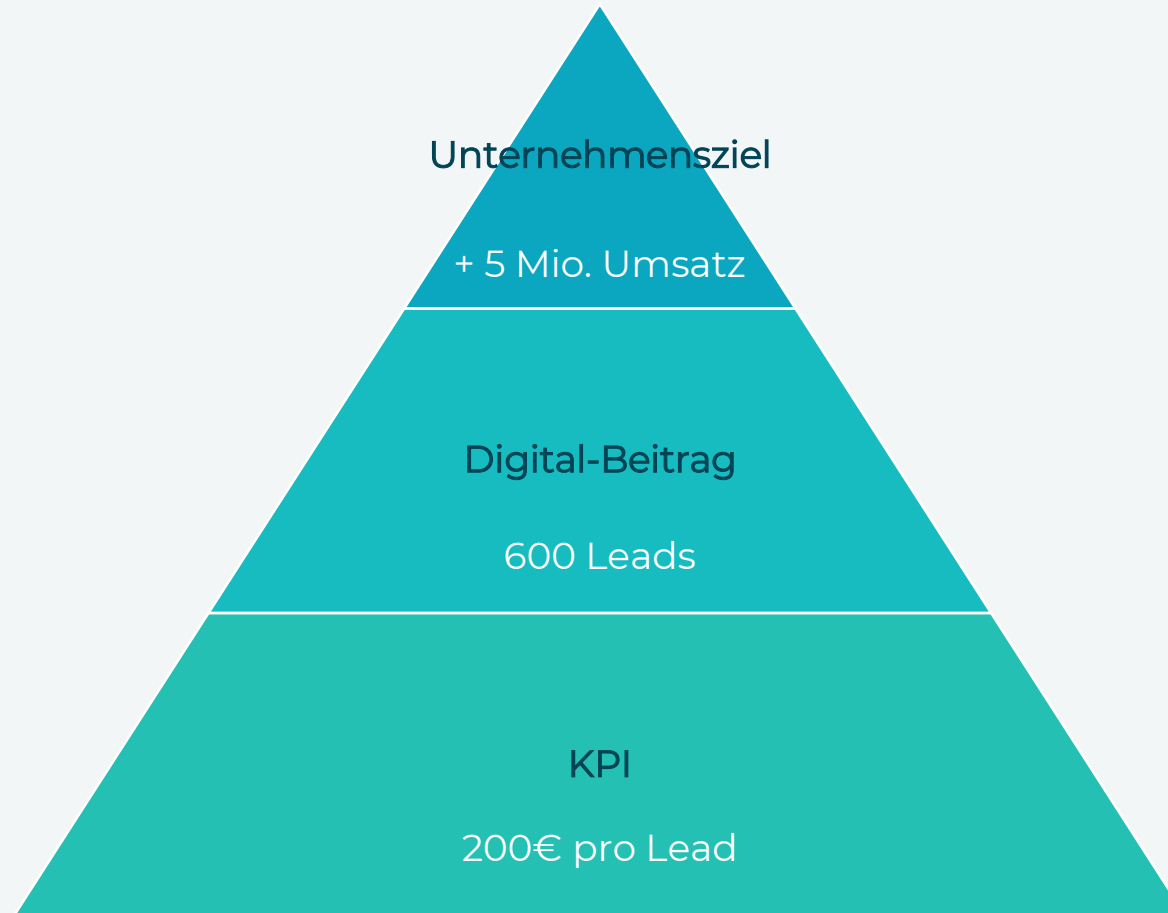 Unternehmensziel
+ 5 Mio. Umsatz
Digital-Beitrag
600 Leads
KPI
200€ pro Lead